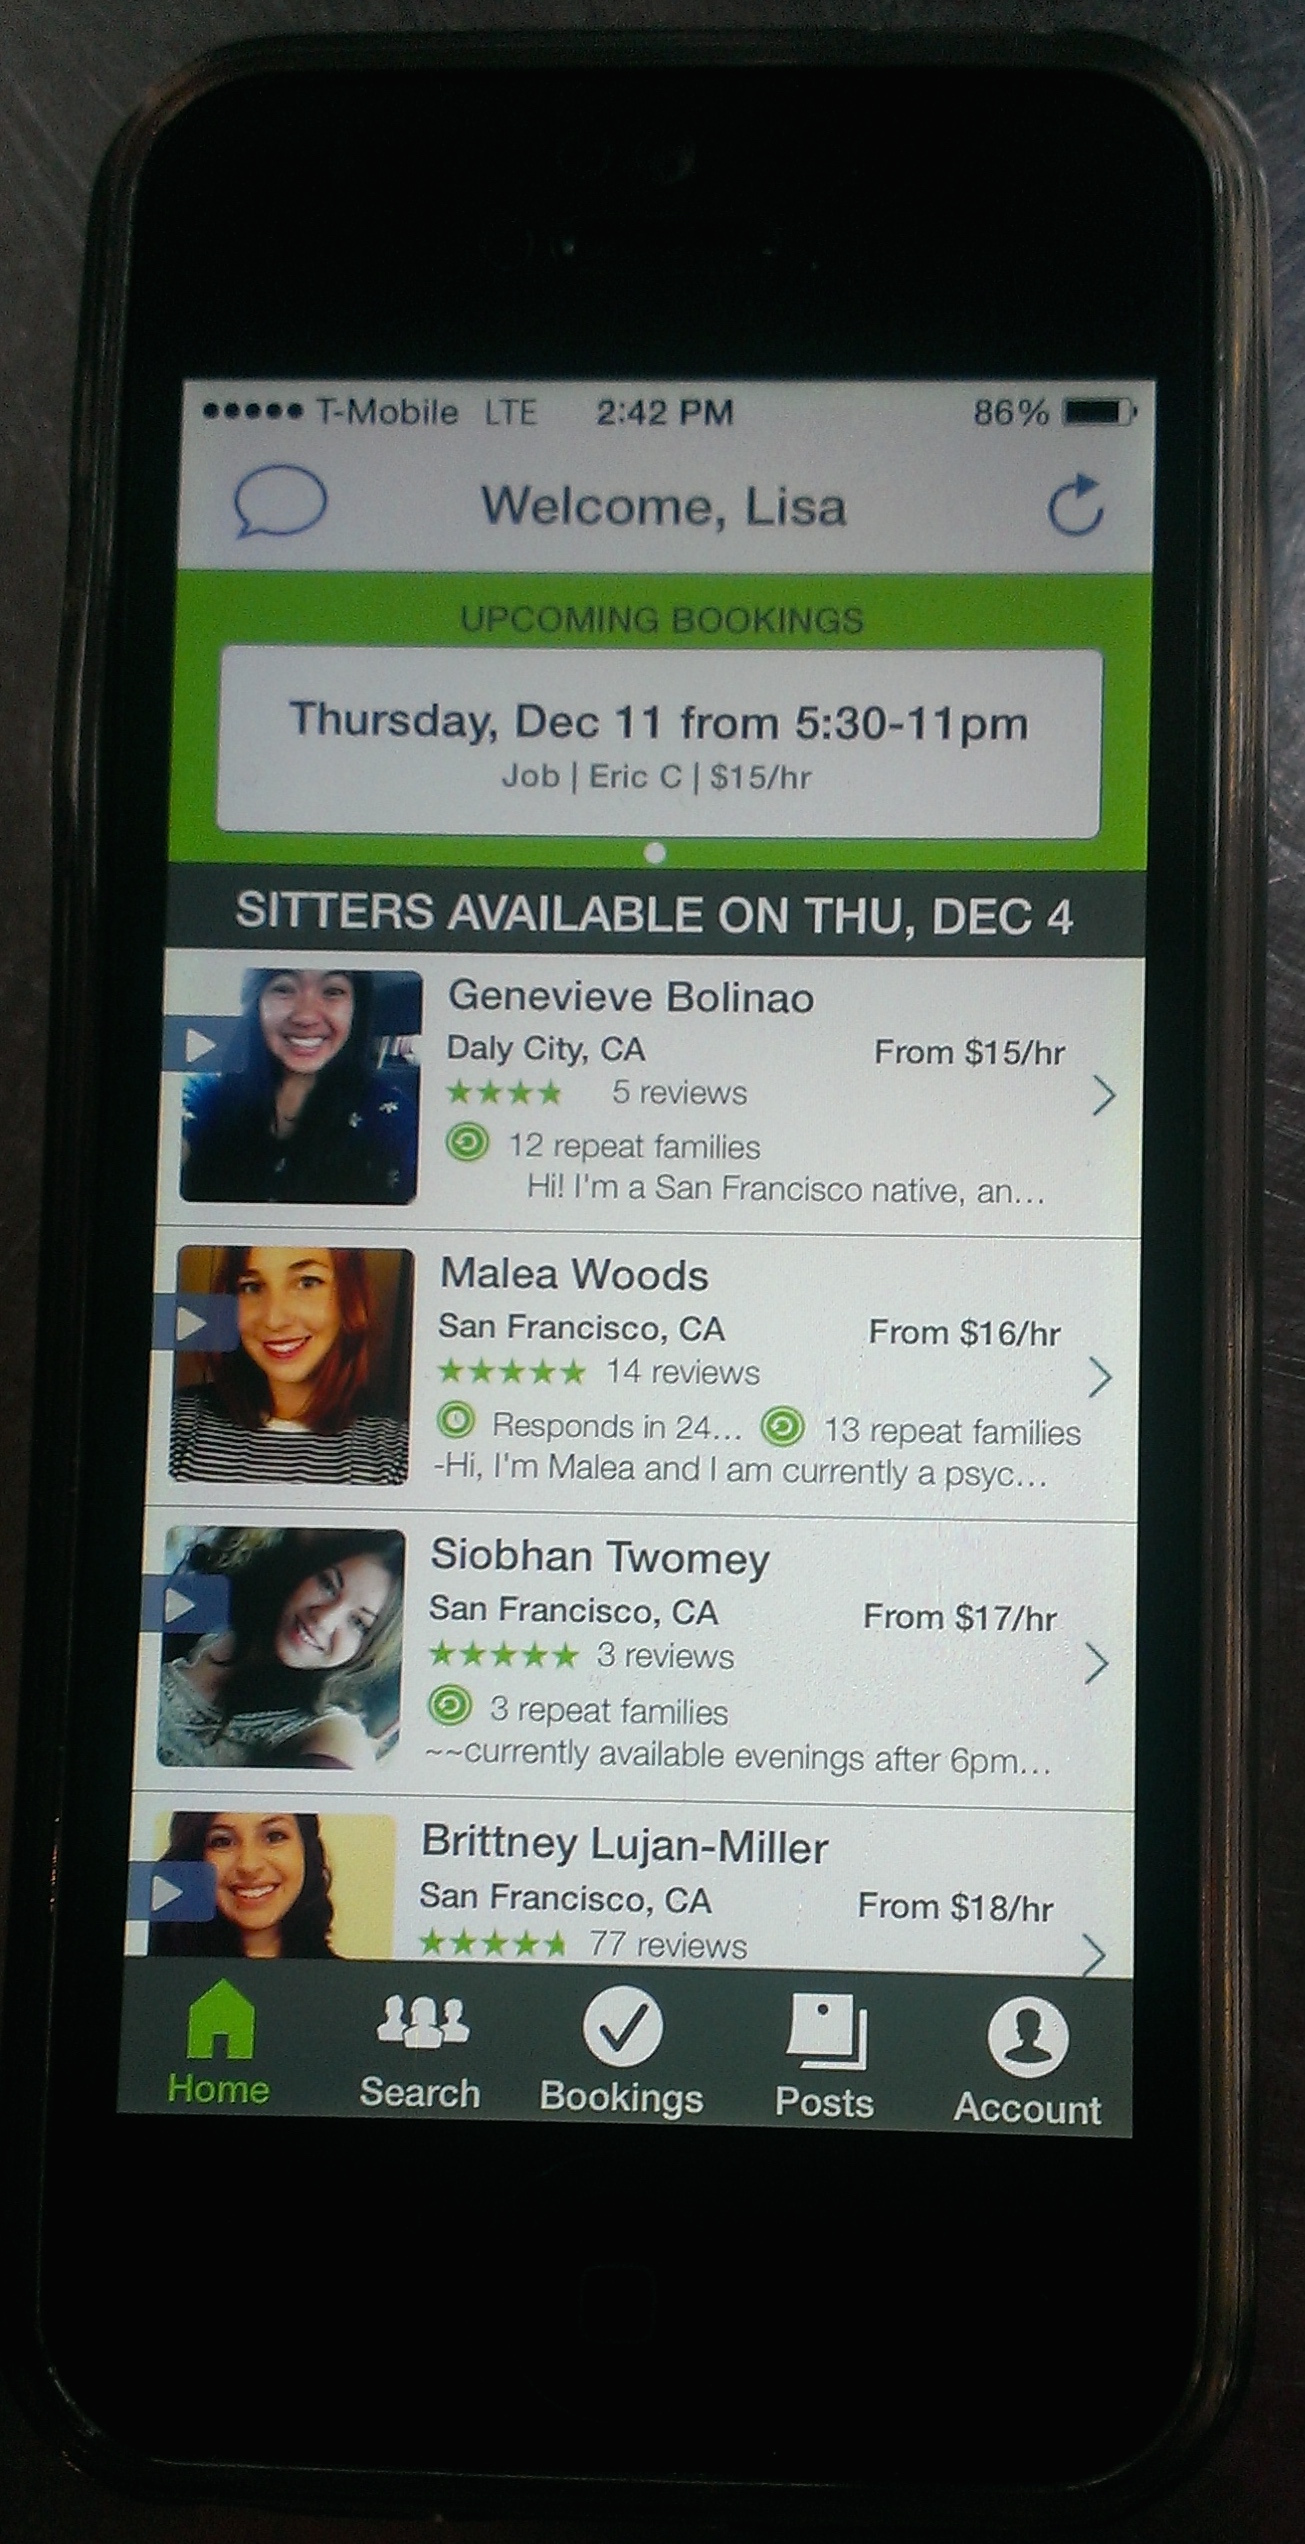 T-Mobile LTE 2:42 PM 86%
Welcome, Lisa
UPCOMING BOOKINGS
Thursday, Dec 11 from 5:30-11pm
Job | Eric C | $15/hr
SITTERS AVAILABLE ON THU, DEC 4
Genevieve Bolinao
Daly City, CA From $15/hr
5 reviews
12 repeat families
Hi! I'm a San Francisco native, an...
Malea Woods
San Francisco, CA From $16/hr
14 reviews
Responds in 24... 13 repeat families
-Hi, I'm Malea and I am currently a psyc...
Siobhan Twomey
San Francisco, CA From $17/hr
3 reviews
3 repeat families
~~currently available evenings after 6pm...
Brittney Lujan-Miller
San Francisco, CA From $18/hr
77 reviews
Home Search Bookings Posts Account